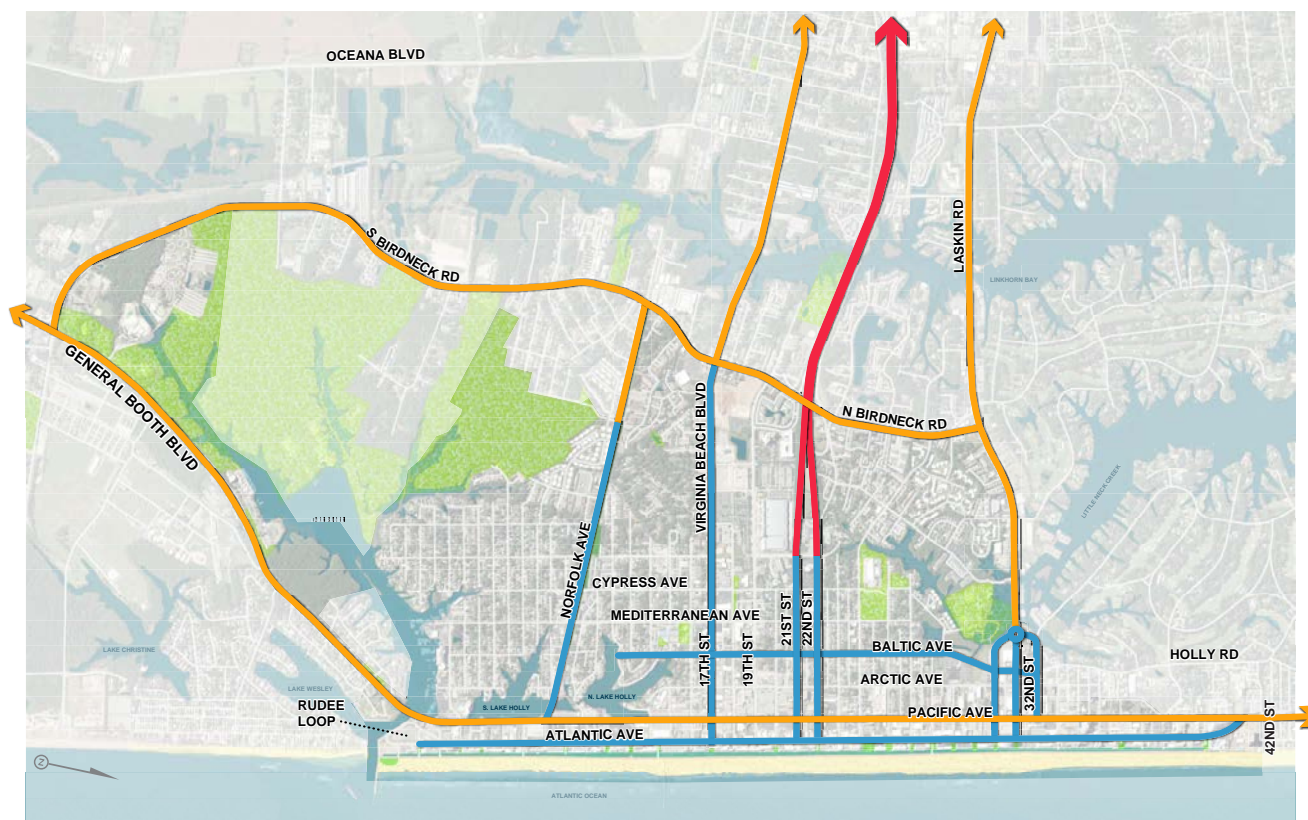 OCEANA BLVD
S BIRDNECK RD
LASKIN RD
LINKHORN BAY
GENERAL BOOTH BLVD
N BIRDNECK RD
VIRGINIA BEACH BLVD
LITTLE NECK CREEK
NORFOLK AVE
CYPRESS AVE
MEDITERRANEAN AVE
21ST ST
22ND ST
17TH ST
19TH ST
BALTIC AVE
HOLLY RD
LAKE CHRISTINE
ARCTIC AVE
32ND ST
LAKE WESLEY
N. LAKE HOLLY
S. LAKE HOLLY
RUDEE
LOOP
PACIFIC AVE
ATLANTIC AVE
42ND ST
Z
ATLANTIC OCEAN